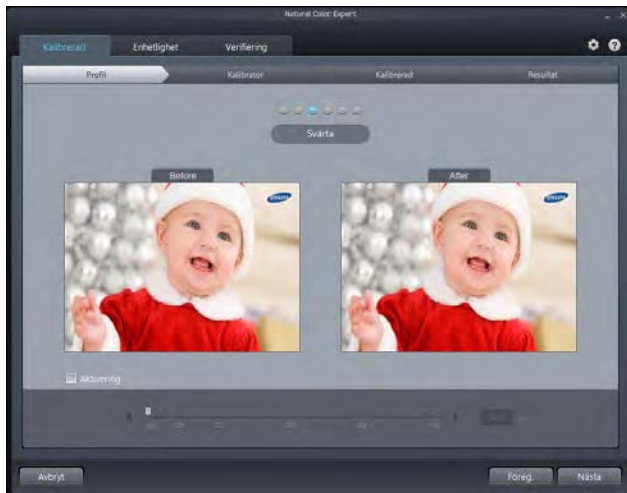 Natural Color Expert
Kalibrerad Enhetlighet Verifiering
Profil Kalibrator Kalibrerad Resultat
Svärta
Before After
SAMSUNG SAMSUNG
Aktivering
Avbryt Föreg. Nästa